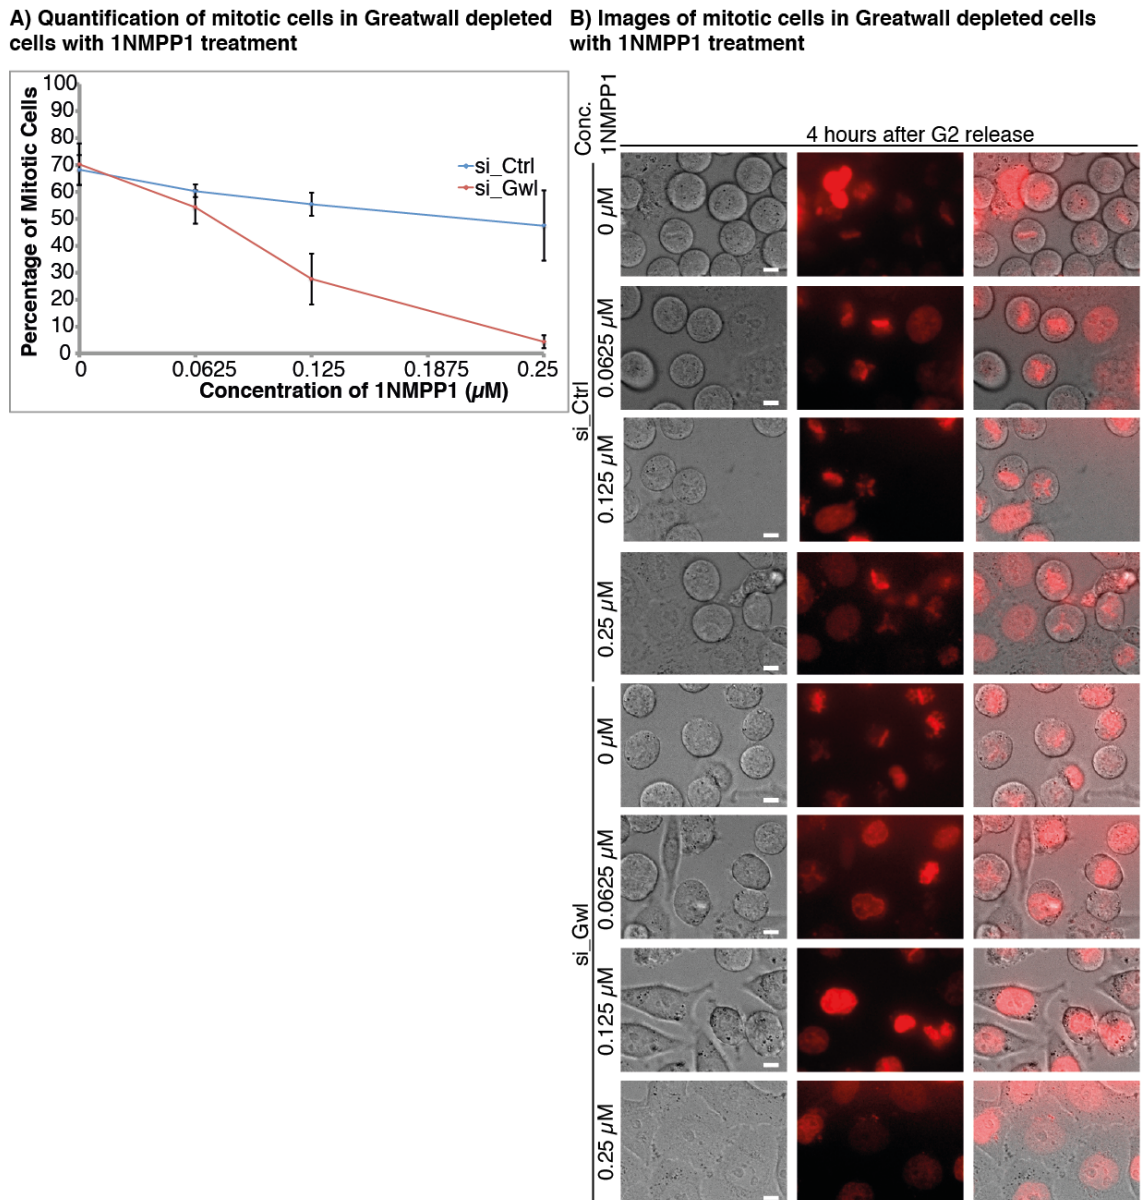 A) Quantification of mitotic cells in Greatwall depleted
cells with 1NMPP1 treatment
100
90
80
70
60
50
40
30
20
10
0
Percentage of Mitotic Cells
si_Ctrl
si_Gwl
0
0.0625
0.125
0.1875
0.25
Concentration of 1NMPP1 (µM)
B) Images of mitotic cells in Greatwall depleted cells
with 1NMPP1 treatment
Conc.
1NMPP1
4 hours after G2 release
si_Ctrl
0 µM
0.0625 µM
0.125 µM
0.25 µM
si_Gwl
0 µM
0.0625 µM
0.125 µM
0.25 µM